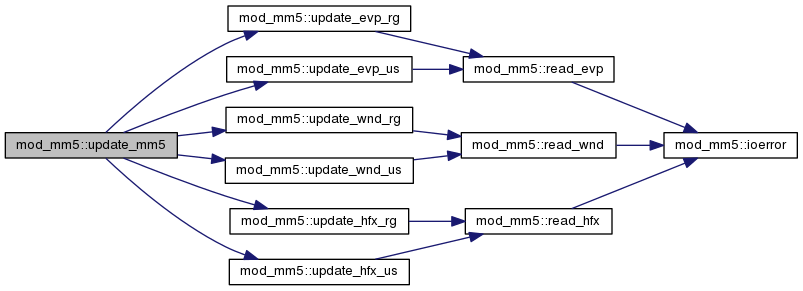 mod_mm5::update_evp_rg
mod_mm5::update_evp_us
mod_mm5::read_evp
mod_mm5::update_wnd_rg
mod_mm5::update_mm5
mod_mm5::read_wnd
mod_mm5::ioerror
mod_mm5::update_wnd_us
mod_mm5::update_hfx_rg
mod_mm5::read_hfx
mod_mm5::update_hfx_us